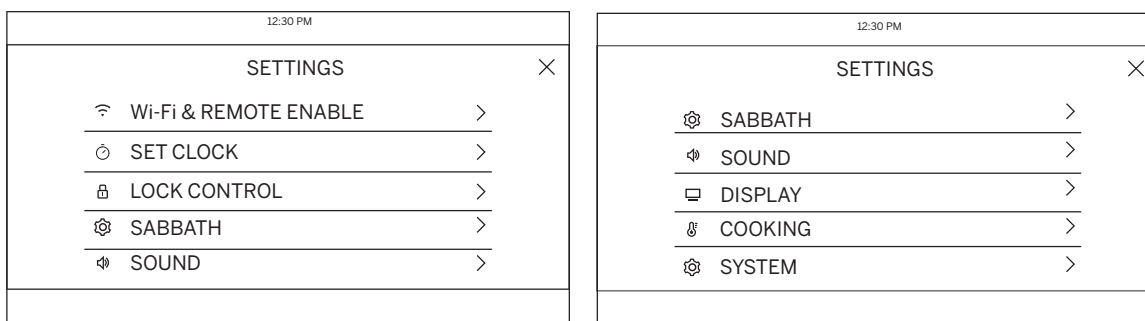 12:30 PM
SETTINGS
Wi-Fi & REMOTE ENABLE
SET CLOCK
LOCK CONTROL
SABBATH
SOUND
12:30 PM
SETTINGS
SABBATH
SOUND
DISPLAY
COOKING
SYSTEM